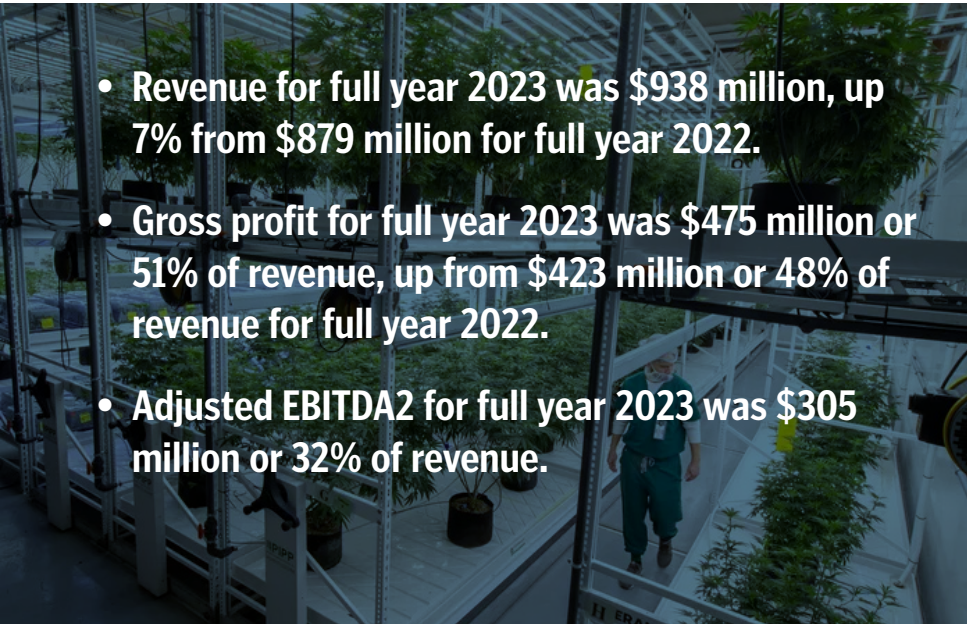 • Revenue for full year 2023 was $938 million, up
7% from $879 million for full year 2022.
• Gross profit for full year 2023 was $475 million or
51% of revenue, up from $423 million or 48% of
revenue for full year 2022.
• Adjusted EBITDA2 for full year 2023 was $305
million or 32% of revenue.
PIPP